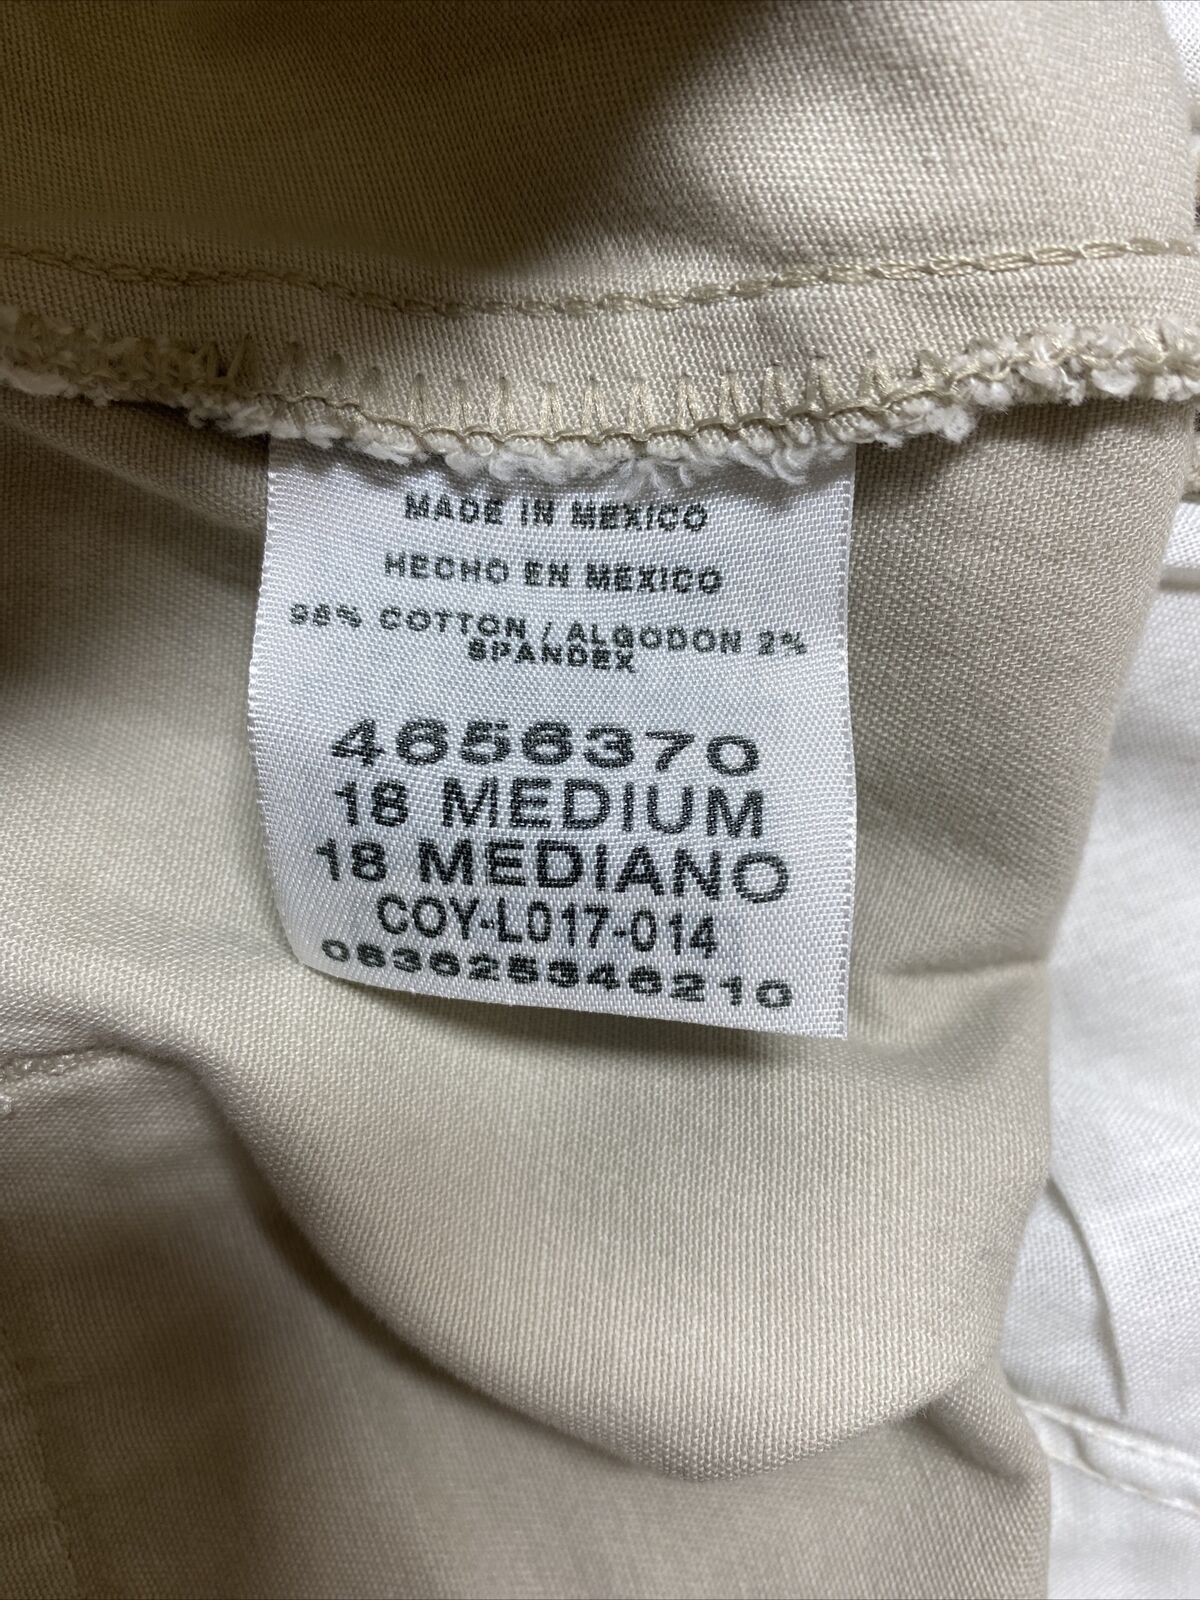 MADE IN MEXICO
HECHO EN MEXICO
98% COTTON / ALGODON 2%
SPANDEX
4656370
18 MEDIUM
18 MEDIANO
COY-L017-014
083625346210